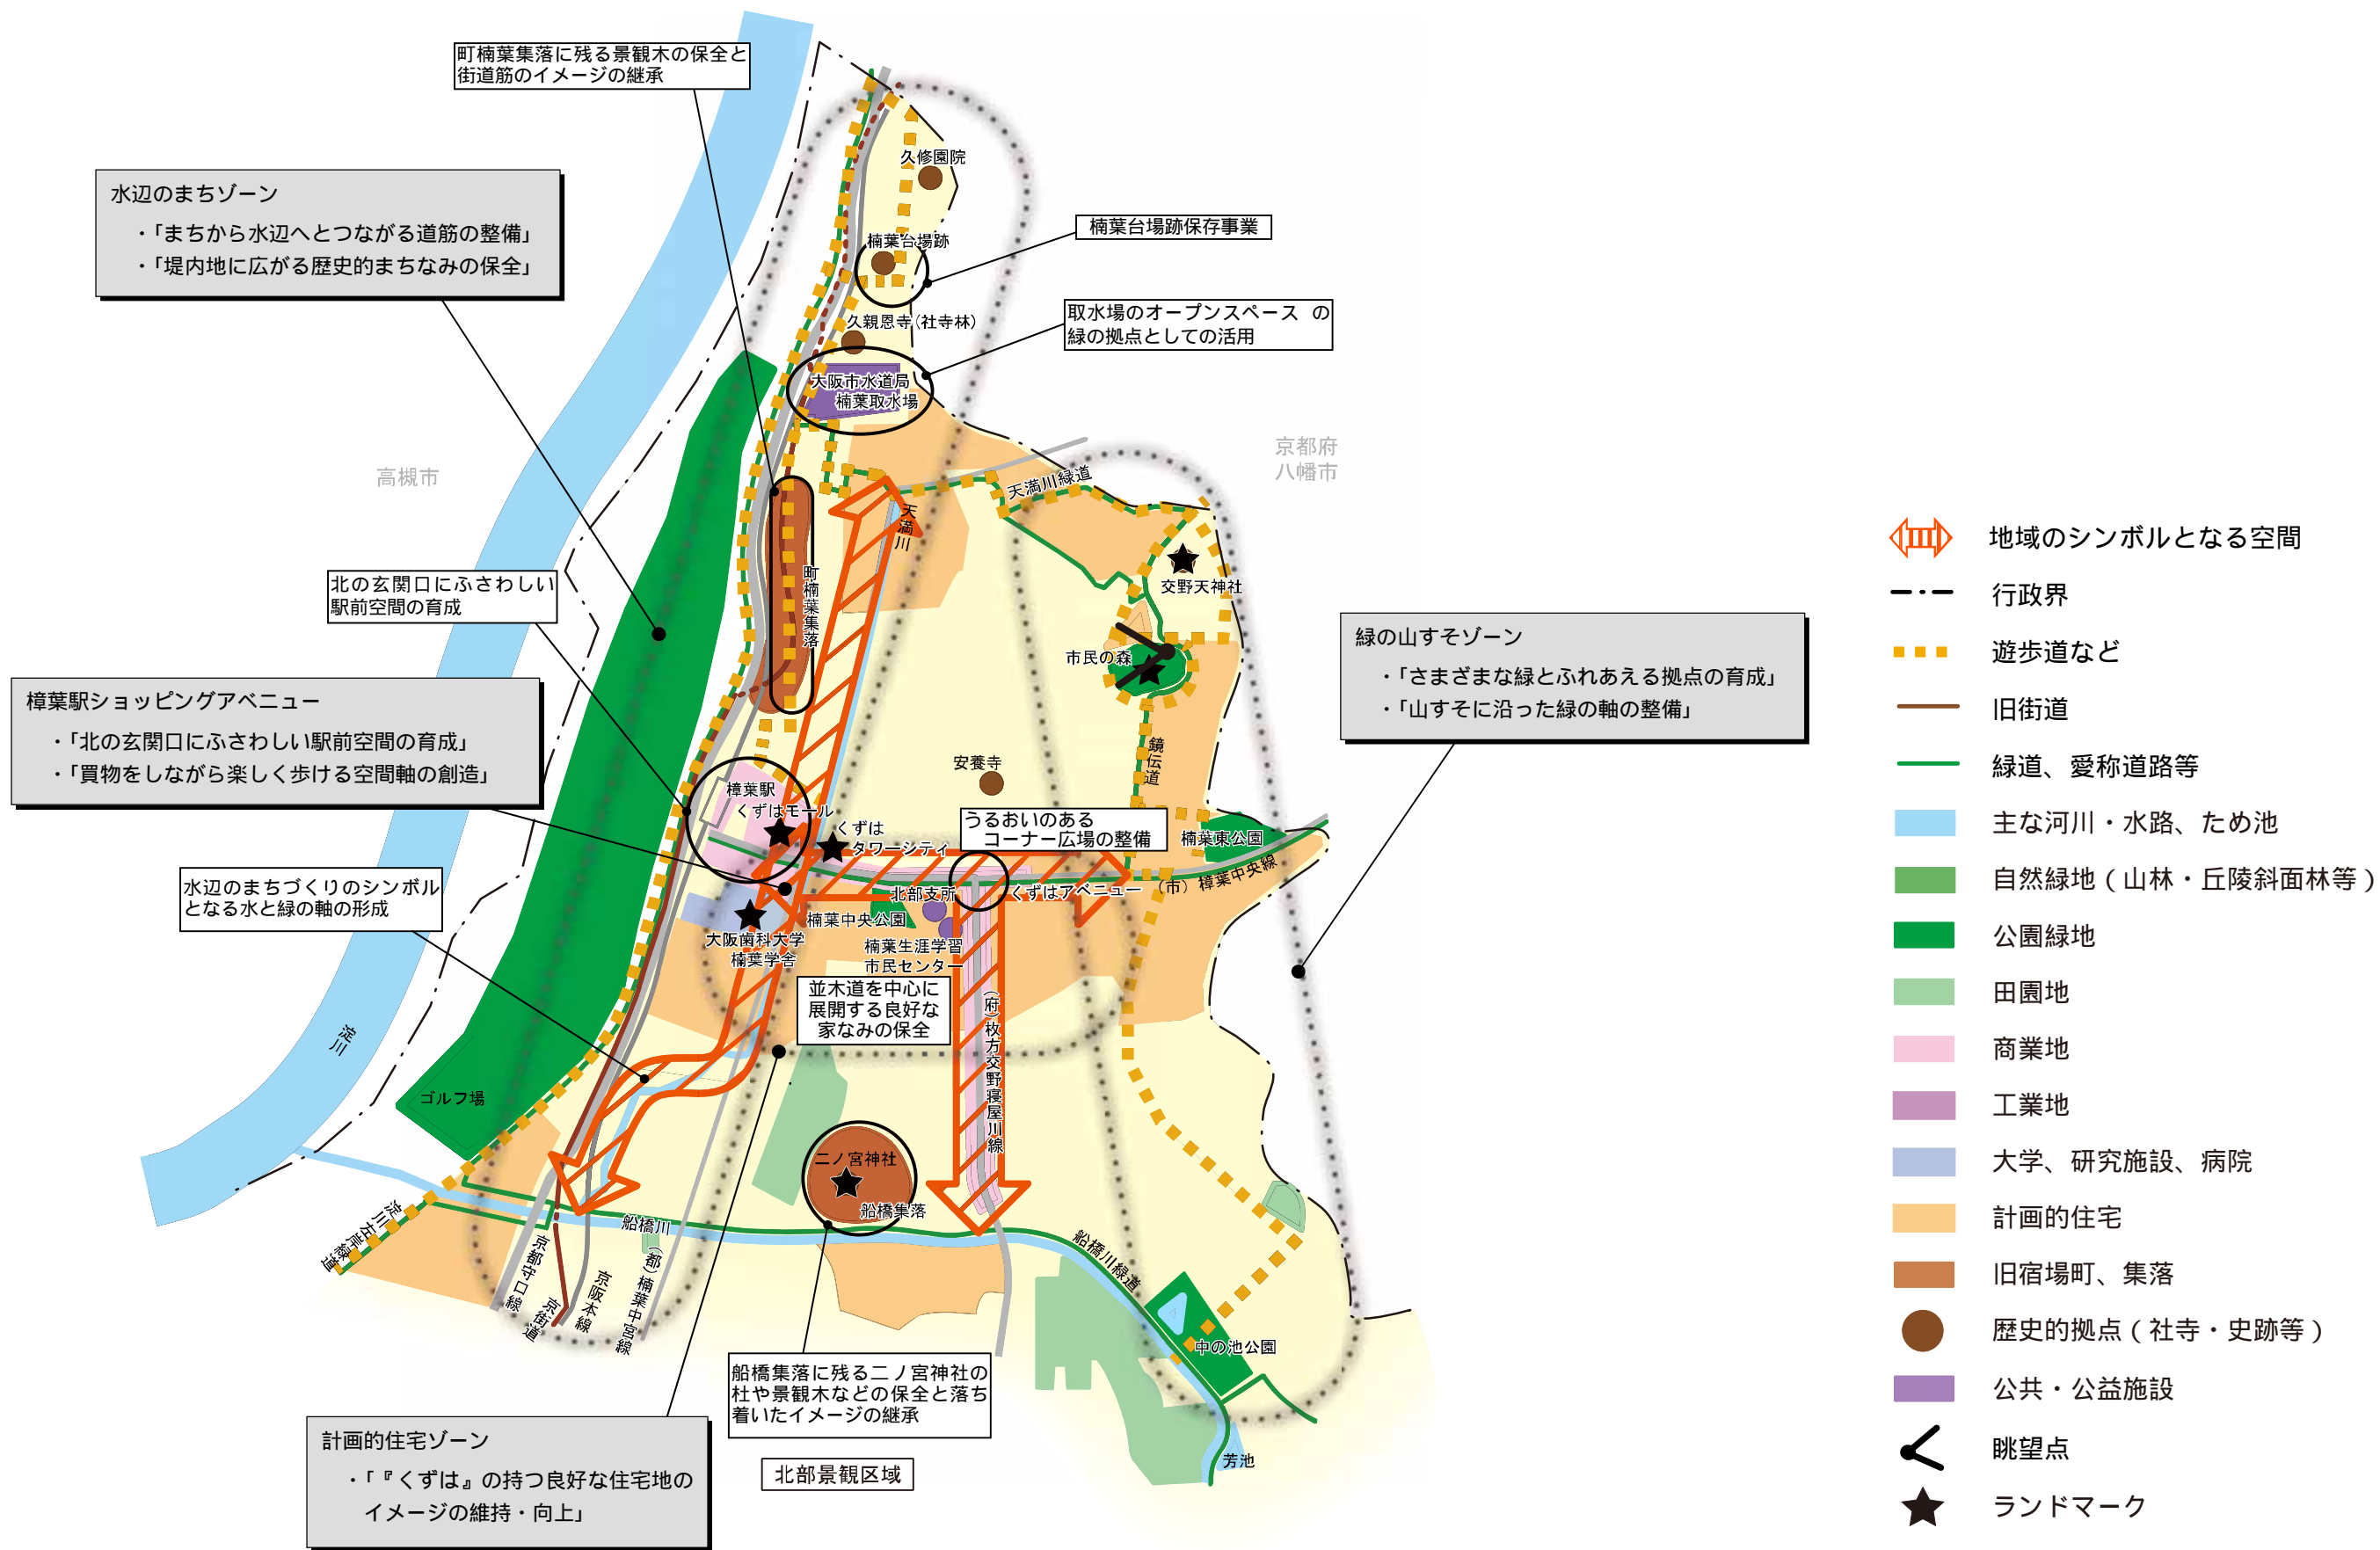 町楠葉集落に残る景観木の保全と
街道筋のイメージの継承
水辺のまちゾーン
・「まちから水辺へとつながる道筋の整備」
・「堤内地に広がる歴史的まちなみの保全」
久修園院
楠葉台場跡
楠葉台場跡保存事業
久親恩寺(社寺林)
取水場のオープンスペース の
緑の拠点としての活用
大阪市水道局
楠葉取水場
高槻市
京都府
八幡市
天満川緑道
天満川
町楠葉集落
交野天神社
市民の森
北の玄関口にふさわしい
駅前空間の育成
緑の山すそゾーン
・「さまざまな緑とふれあえる拠点の育成」
・「山すそに沿った緑の軸の整備」
樟葉駅ショッピングアベニュー
・「北の玄関口にふさわしい駅前空間の育成」
・「買物をしながら楽しく歩ける空間軸の創造」
鏡伝道
安養寺
樟葉駅
くずはモール
くずは
タワーシティ
うるおいのある
コーナー広場の整備
楠葉東公園
(市)樟葉中央線
くずはアベニュー
北部支所
楠葉中央公園
水辺のまちづくりのシンボル
となる水と緑の軸の形成
大阪歯科大学
楠葉学舎
楠葉生涯学習
市民センター
並木道を中心に
展開する良好な
家なみの保全
(府)枚方交野寝屋川線
淀川
ゴルフ場
二ノ宮神社
船橋集落
船橋川
船橋川緑道
淀川左岸緑道
京都守口線
京街道
京阪本線
(都)楠葉中宮線
中の池公園
芳池
船橋集落に残る二ノ宮神社の
杜や景観木などの保全と落ち
着いたイメージの継承
計画的住宅ゾーン
・「『くずは』の持つ良好な住宅地の
イメージの維持・向上」
北部景観区域
地域のシンボルとなる空間
行政界
遊歩道など
旧街道
緑道、愛称道路等
主な河川・水路、ため池
自然緑地(山林・丘陵斜面林等)
公園緑地
田園地
商業地
工業地
大学、研究施設、病院
計画的住宅
旧宿場町、集落
歴史的拠点(社寺・史跡等)
公共・公益施設
眺望点
ランドマーク